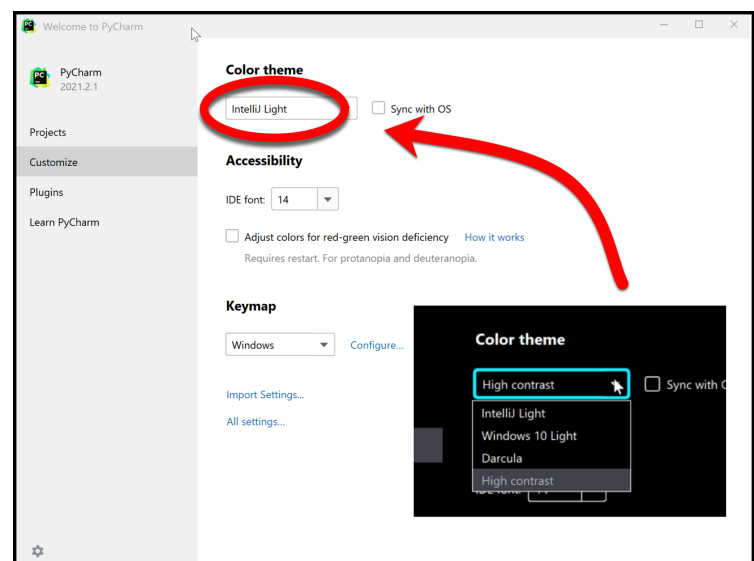 Welcome to PyCharm
PyCharm
2021.2.1
Projects
Customize
Plugins
Learn PyCharm
Color theme
IntelliJ Light
Sync with OS
Accessibility
IDE font: 14
Adjust colors for red-green vision deficiency How it works
Requires restart. For protanopia and deuteranopia.
Keymap
Windows Configure...
Import Settings...
All settings...
Color theme
High contrast Sync with
IntelliJ Light
Windows 10 Light
Darcula
High contrast